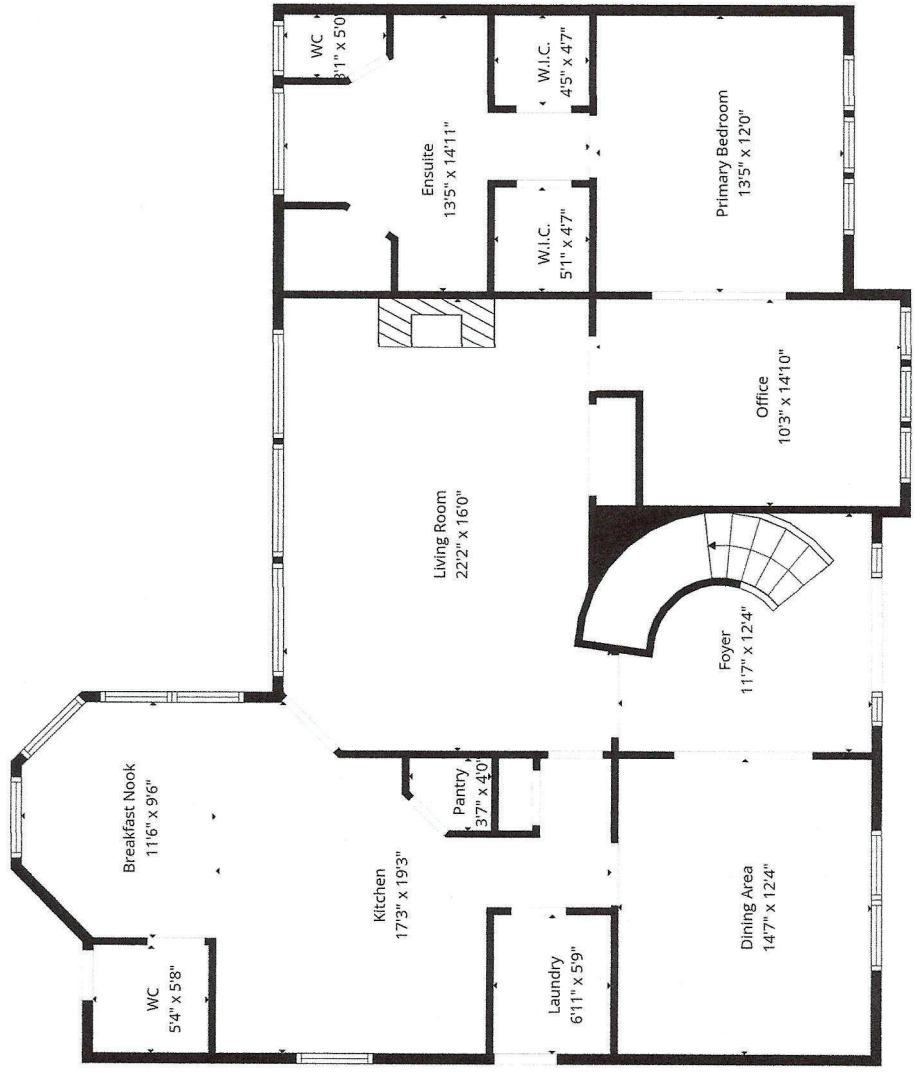 Breakfast Nook
11'6" x 9'6"
WC
5'4" x 5'8"
Kitchen
17'3" x 19'3"
Pantry
3'7" x 4'0"
Laundry
6'11" x 5'9"
Dining Area
14'7" x 12'4"
Living Room
22'2" x 16'0"
Foyer
11'7" x 12'4"
Office
10'3" x 14'10"
WC
3'1" x 5'0
Ensuite
13'5" x 14'11"
W.I.C.
5'1" x 4'7"
W.I.C.
4'5" x 4'7"
Primary Bedroom
13'5" x 12'0"